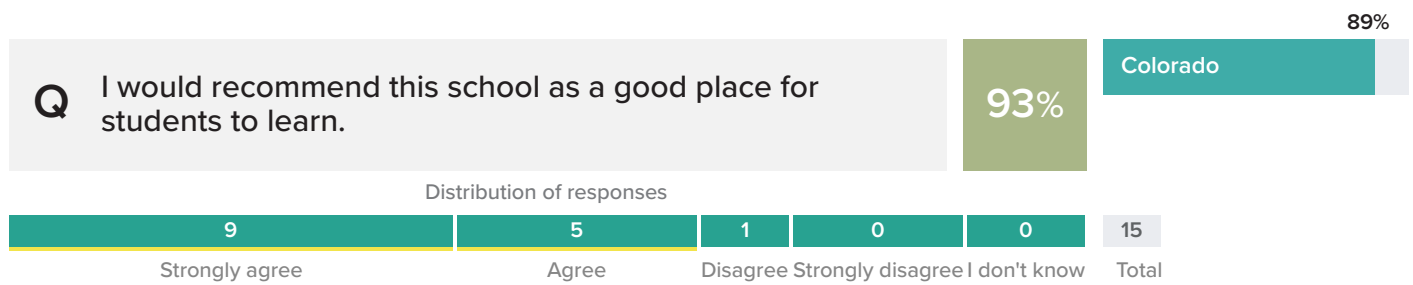 89%
Q
I would recommend this school as a good place for
students to learn.
93%
Colorado
Distribution of responses
9 5 1 0 0 15
Strongly agree Agree Disagree Strongly disagree I don't know Total